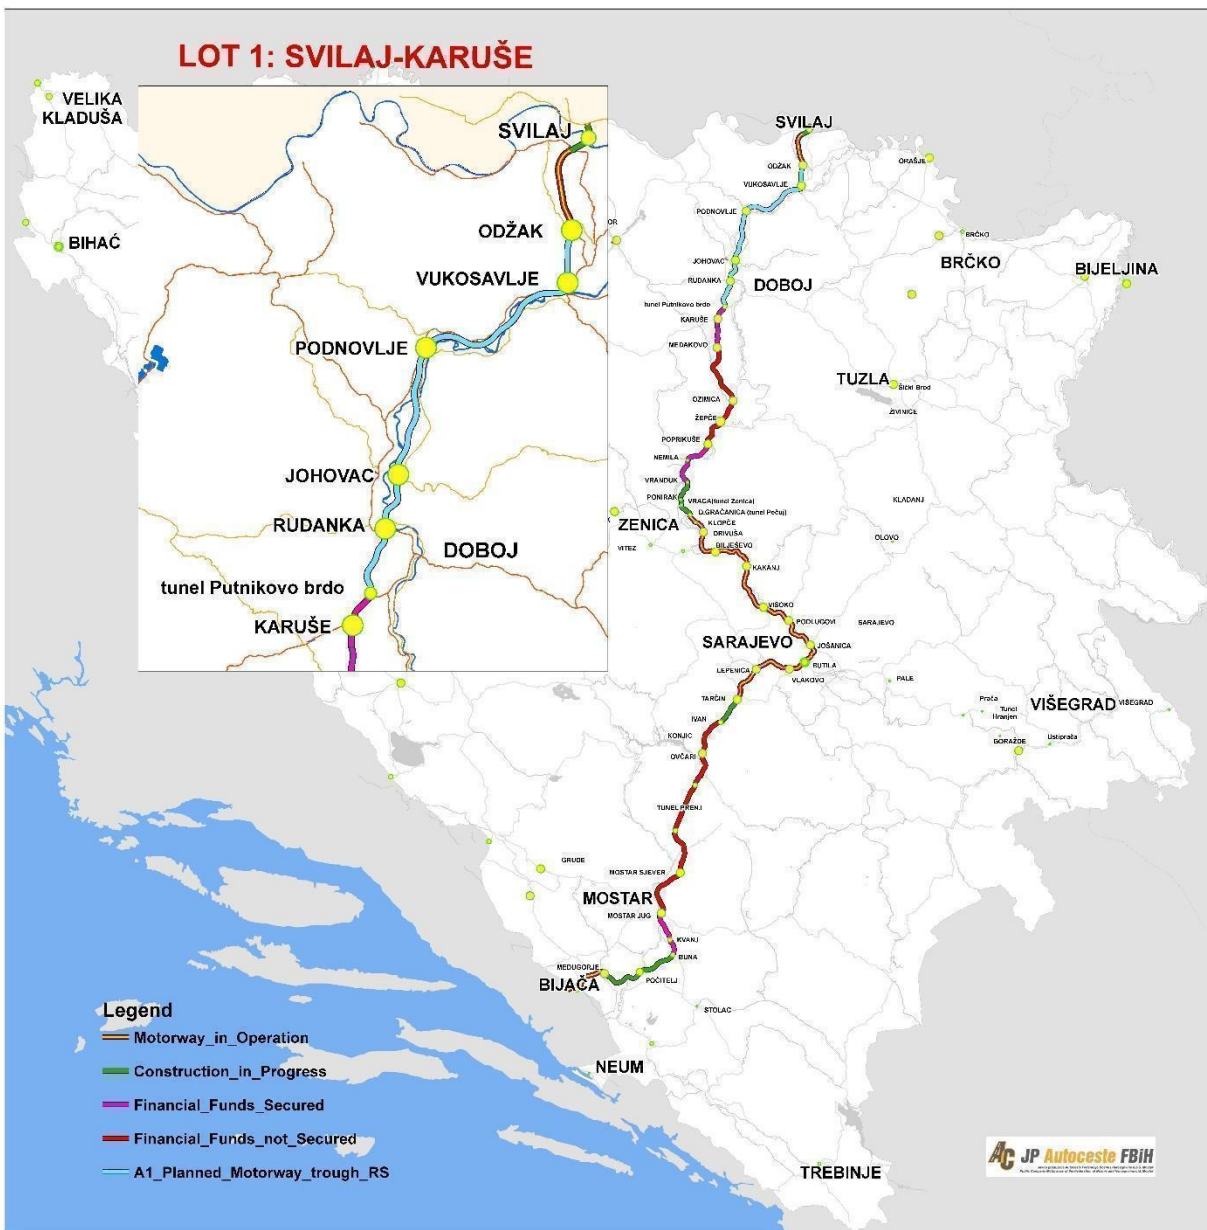 LOT 1: SVILAJ-KARUŠE
VELIKA
KLADUŠA
BIHAĆ
SVILAJ
ODŽAK
VUKOSAVLJE
PODNOVLJE
JOHOVAC
RUDANKA
DOBOJ
tunel Putnikovo brdo
KARUŠE
SVILAJ
ODŽAK
VUKOSAVLJE
PODNOVLJE
ORAŠJE
BRČKO
BRČKO
BIJELJINA
JOHOVAC
RUDANKA
DOBOJ
tunel Putnikovo brdo
KARUŠE
MEDAKOVO
TUZLA
Šićki Brod
ŽIVINICE
OZIMICA
ŽEPČE
POPRIKUŠE
NEMILA
VRANDUK
PONIRAK
VRACA(tunel Zenica)
D.GRAČANICA (tunel Pečuj)
KLOPČE
DRIVUŠA
BILJEŠEVO
ZENICA
VITEZ
KLADANJ
OLOVO
KAKANJ
VISOKO
PODLUGOVI
SARAJEVO
SARAJEVO
JOŠANICA
BUTILA
LEPENICA
VLAKOVO
PALE
TARČIN
IVAN
KONJIC
OVČARI
Prača
Tunel
Hranjen
VIŠEGRAD
VIŠEGRAD
GORAŽDE
Ustiprača
TUNEL PRENJ
GRUDE
MOSTAR SJEVER
MOSTAR
MOSTAR JUG
KVANJ
BUNA
MEĐUGORJE
POČITELJ
BIJAČA
STOLAC
NEUM
TREBINJE
Legend
Motorway_in_Operation
Construction_in_Progress
Financial_Funds_Secured
Financial_Funds_not_Secured
A1_Planned_Motorway_trough_RS
AC JP Autoceste FBiH